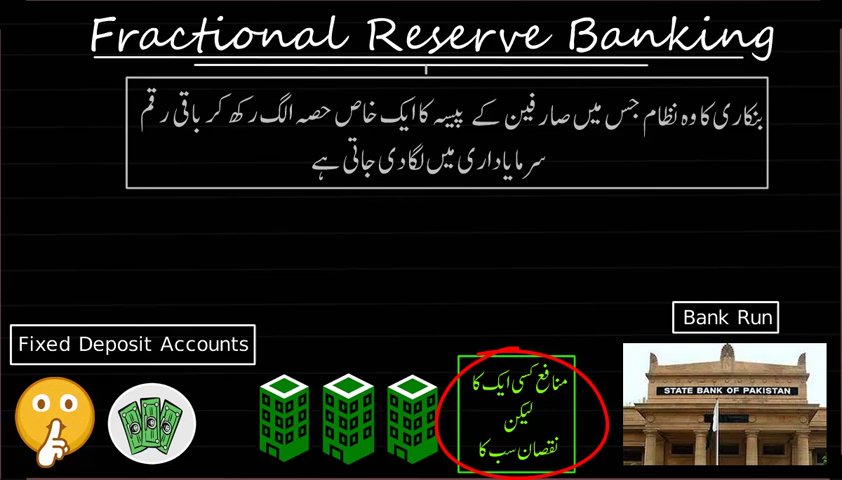 Fractional Reserve Banking
بنکاری کا وہ نظام جس میں صارفین کے پیسہ کا ایک خاص حصہ الگ رکھ کر باقی رقم
سرمایاداری میں لگا دی جاتی ہے
Bank Run
Fixed Deposit Accounts
منافع کسی ایک کا
لیکن
نقصان سب کا
STATE BANK OF PAKISTAN